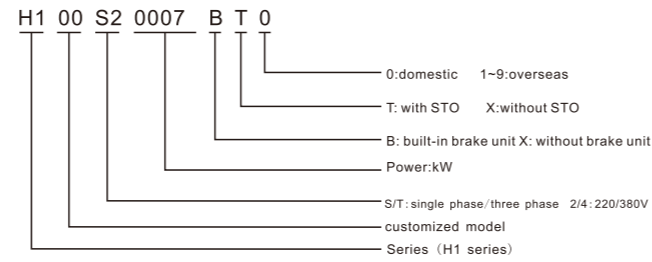 H1 00 S2 0007 B T 0
0:domestic 1~9:overseas
T: with STO X:without STO
B: built-in brake unit X: without brake unit
Power:kW
S/T:single phase/three phase 2/4:220/380V
customized model
Series（H1 series）